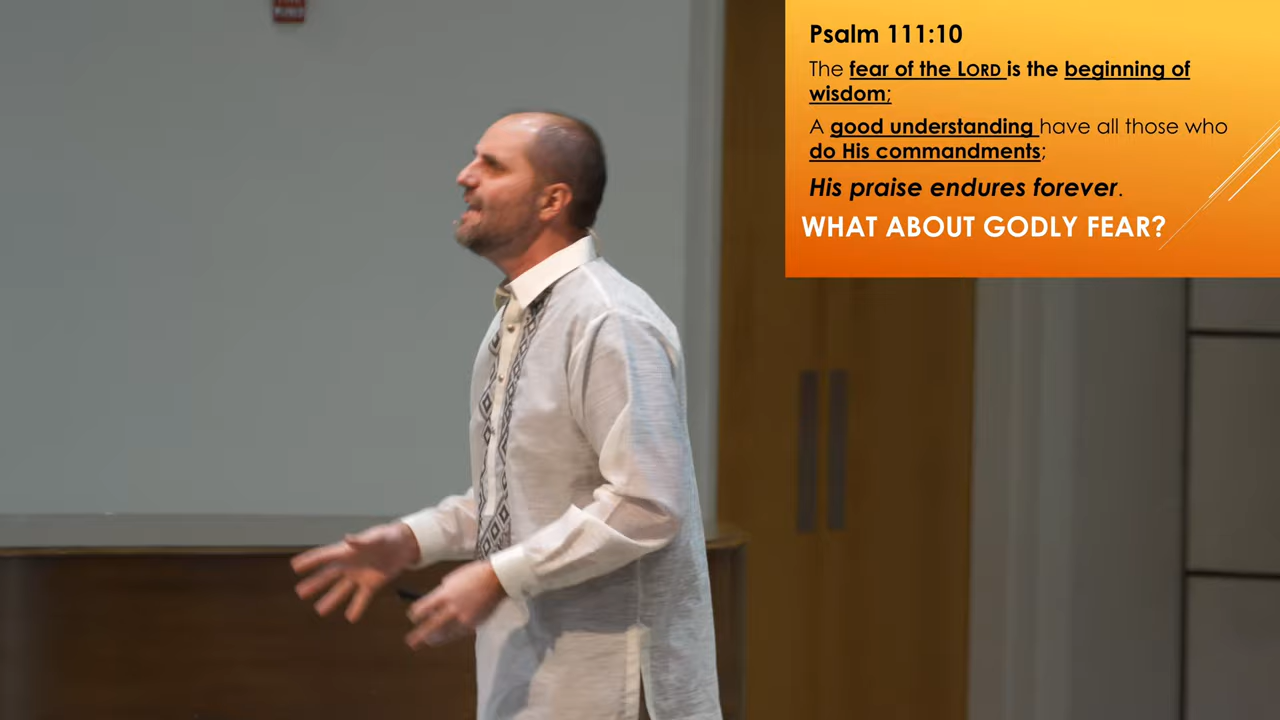 Psalm 111:10
The fear of the LORD is the beginning of
wisdom;
A good understanding have all those who
do His commandments;
His praise endures forever.
WHAT ABOUT GODLY FEAR?